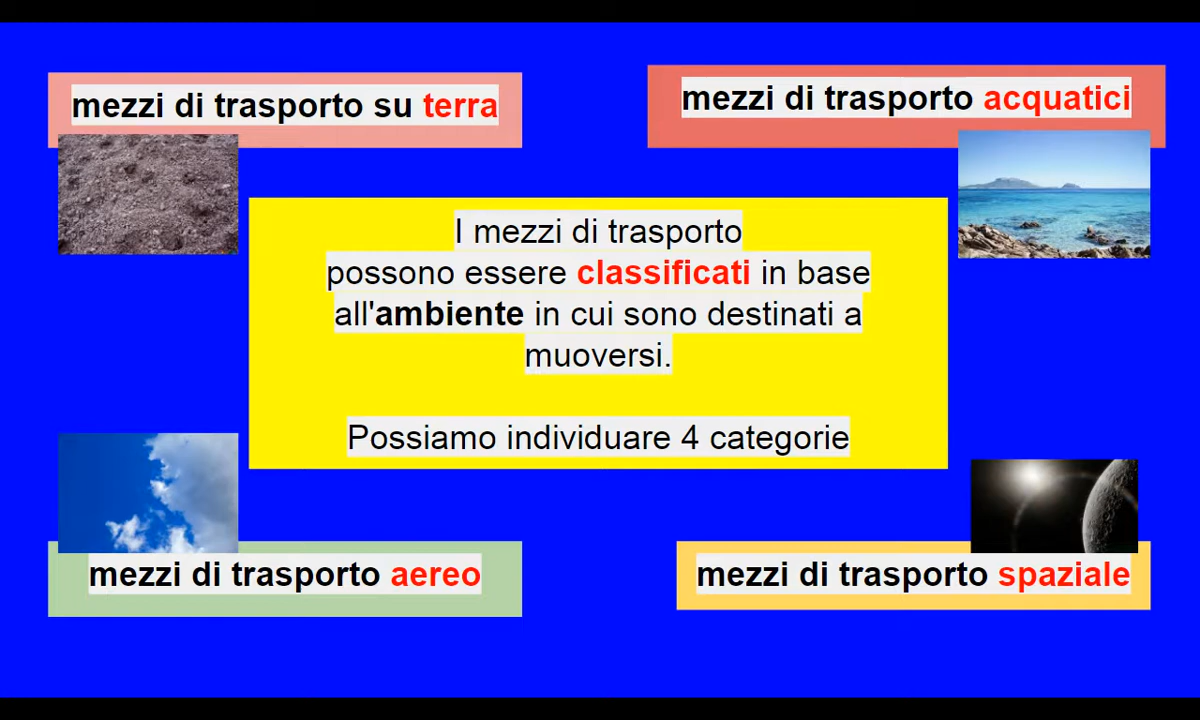 mezzi di trasporto su terra
mezzi di trasporto acquatici
I mezzi di trasporto
possono essere classificati in base
all'ambiente in cui sono destinati a
muoversi.
Possiamo individuare 4 categorie
mezzi di trasporto aereo
mezzi di trasporto spaziale